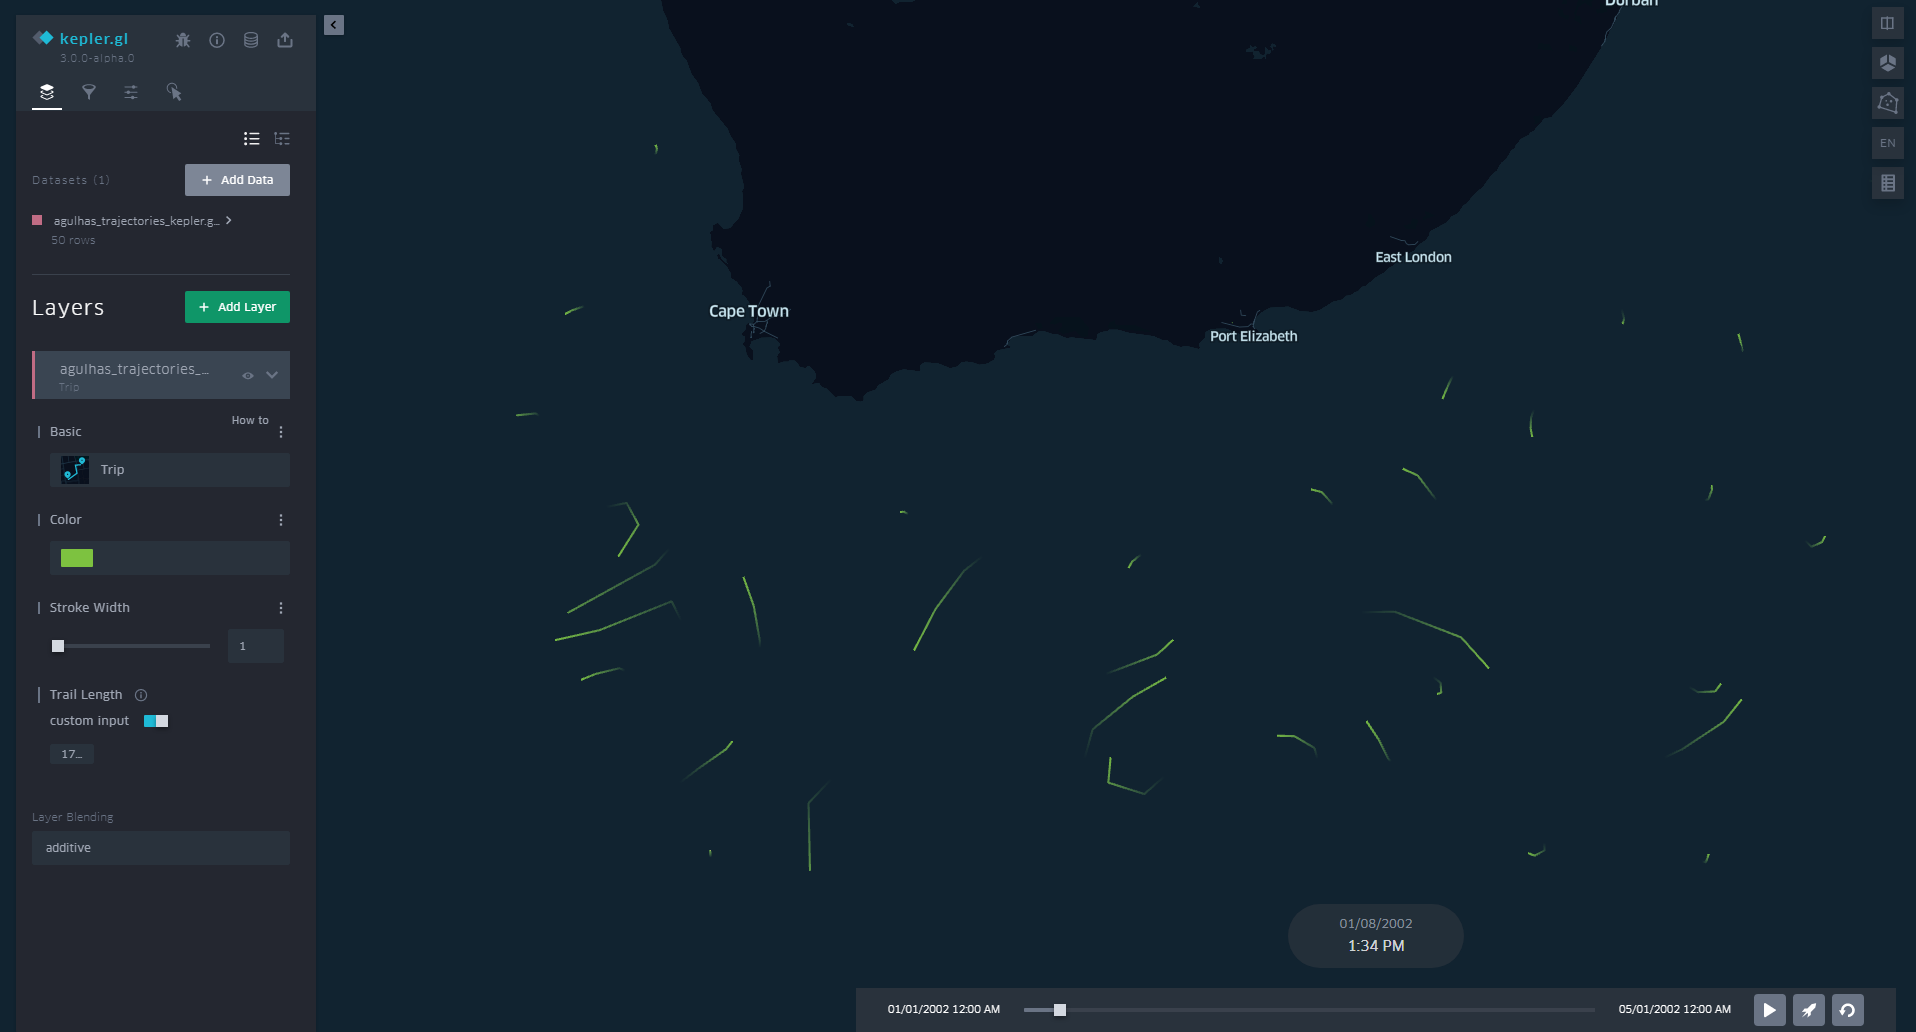 kepler.gl
3.0.0-alpha.0
Datasets (1)
+ Add Data
agulhas_trajectories_kepler.g...
50 rows
Layers
+ Add Layer
agulhas_trajectories_...
Trip
How to
Basic
Trip
Color
Stroke Width
1
Trail Length
custom input
17...
Layer Blending
additive
Durban
East London
Cape Town
Port Elizabeth
EN
01/08/2002
1:34 PM
01/01/2002 12:00 AM
05/01/2002 12:00 AM